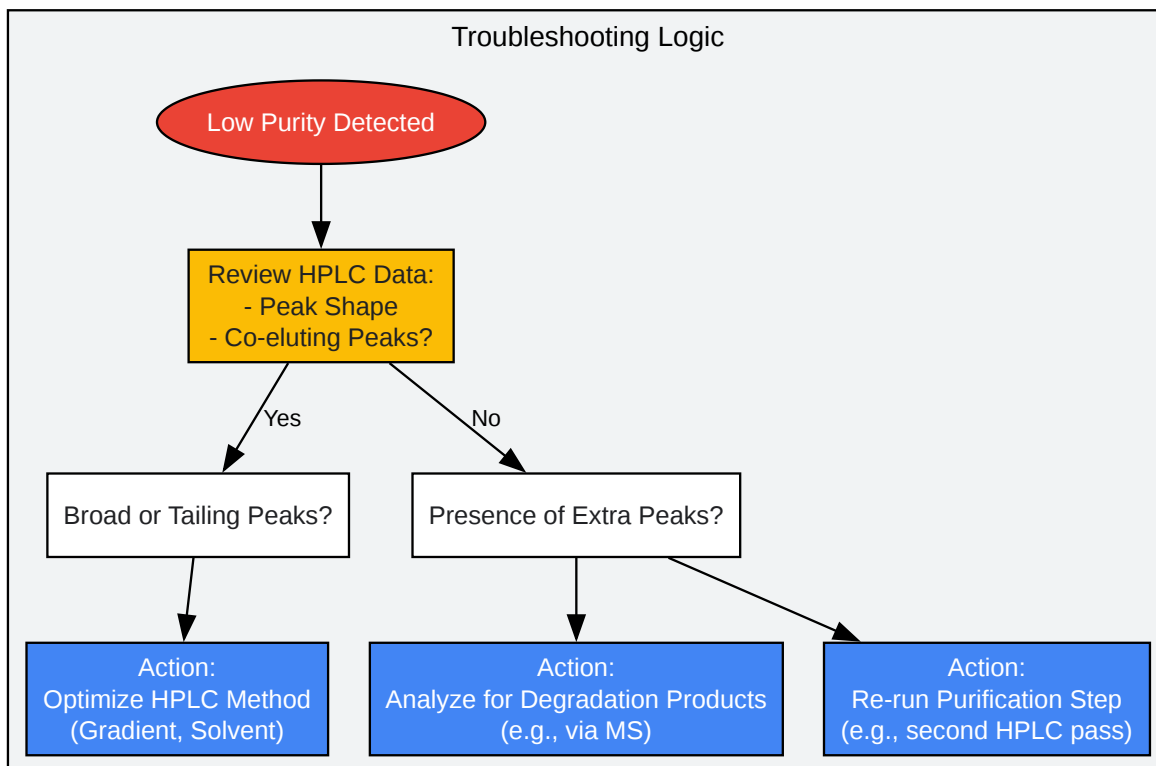 Troubleshooting Logic
Low Purity Detected
Review HPLC Data:
- Peak Shape
- Co-eluting Peaks?
Yes
No
Broad or Tailing Peaks?
Presence of Extra Peaks?
Action:
Optimize HPLC Method
(Gradient, Solvent)
Action:
Analyze for Degradation Products
(e.g., via MS)
Action:
Re-run Purification Step
(e.g., second HPLC pass)